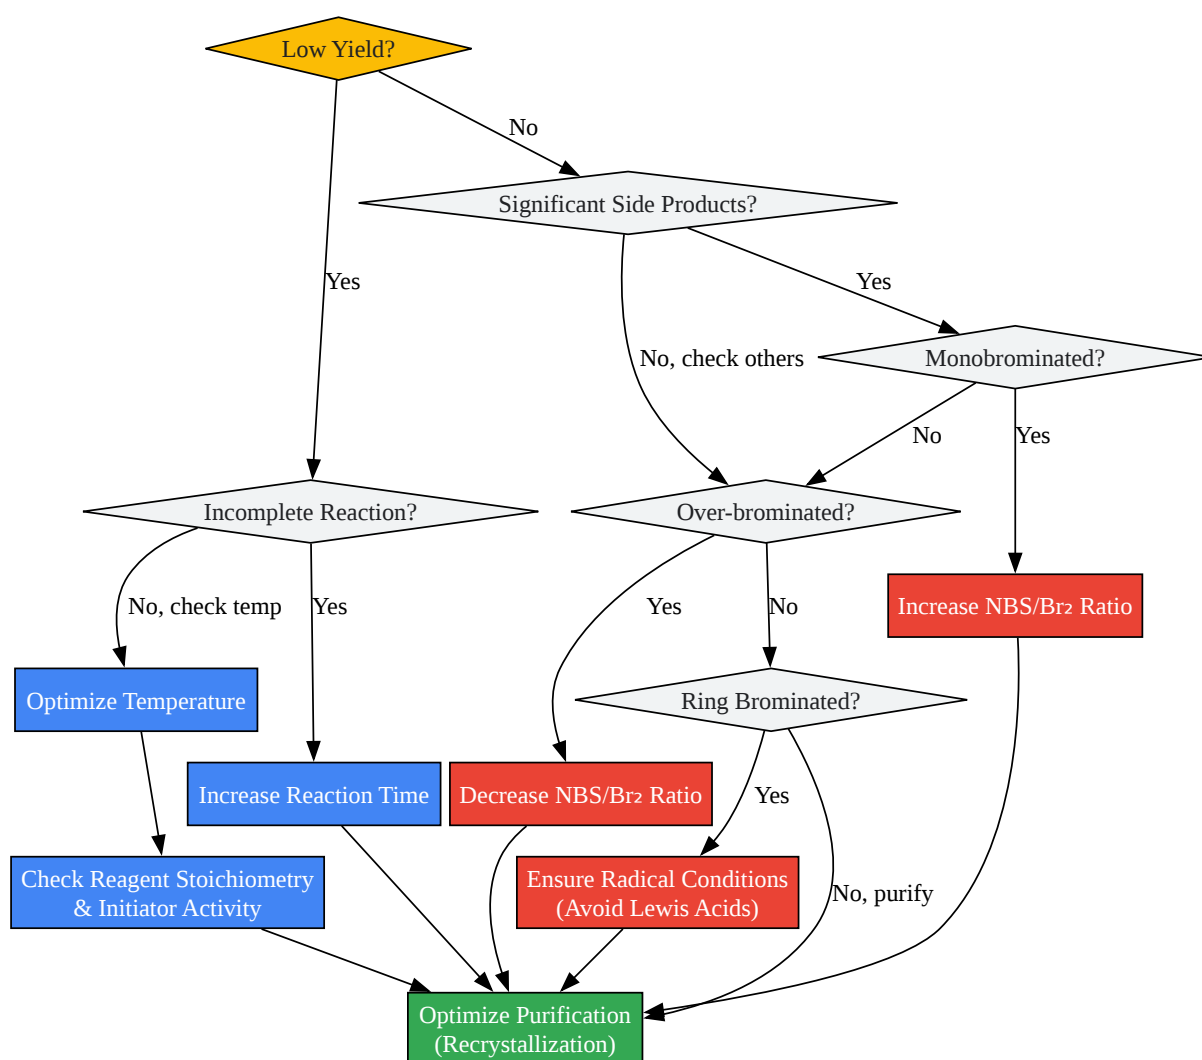 Low Yield?
No
Significant Side Products?
Yes
Yes
No, check others
Monobrominated?
No
Yes
Incomplete Reaction?
Over-brominated?
No, check temp
Yes
Yes
No
Increase NBS/Br₂ Ratio
Optimize Temperature
Ring Brominated?
Increase Reaction Time
Decrease NBS/Br₂ Ratio
Yes
Check Reagent Stoichiometry
& Initiator Activity
Ensure Radical Conditions
(Avoid Lewis Acids)
No, purify
Optimize Purification
(Recrystallization)